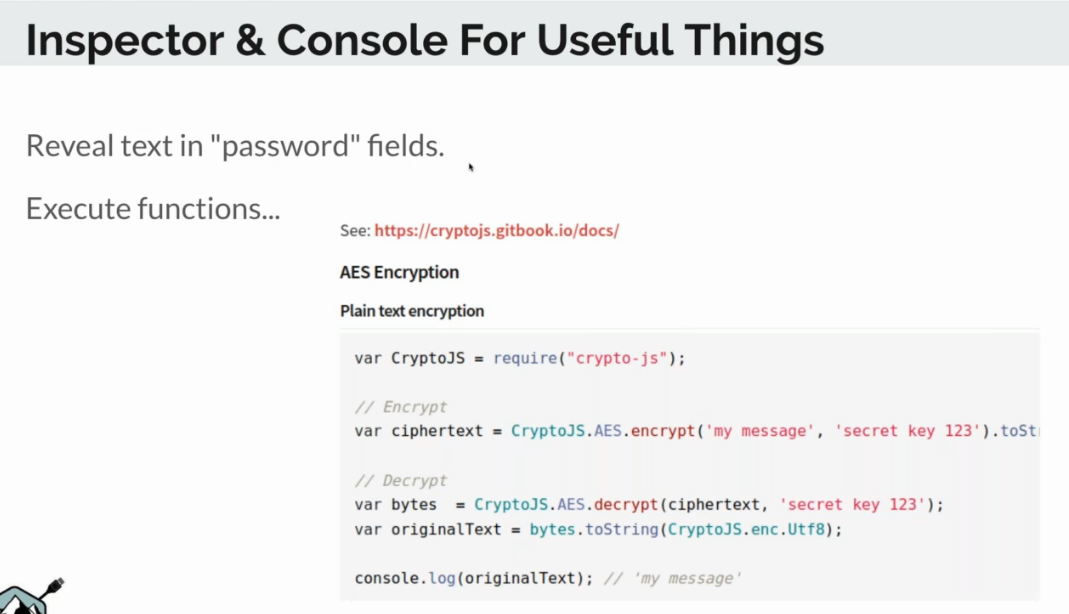 Inspector & Console For Useful Things
Reveal text in "password" fields.
Execute functions...
See: https://cryptojs.gitbook.io/docs/
AES Encryption
Plain text encryption
var CryptoJS = require("crypto-js");
// Encrypt
var ciphertext = CryptoJS.AES.encrypt('my message', 'secret key 123').toSt
// Decrypt
var bytes  = CryptoJS.AES.decrypt(ciphertext, 'secret key 123');
var originalText = bytes.toString(CryptoJS.enc.Utf8);
console.log(originalText); // 'my message'